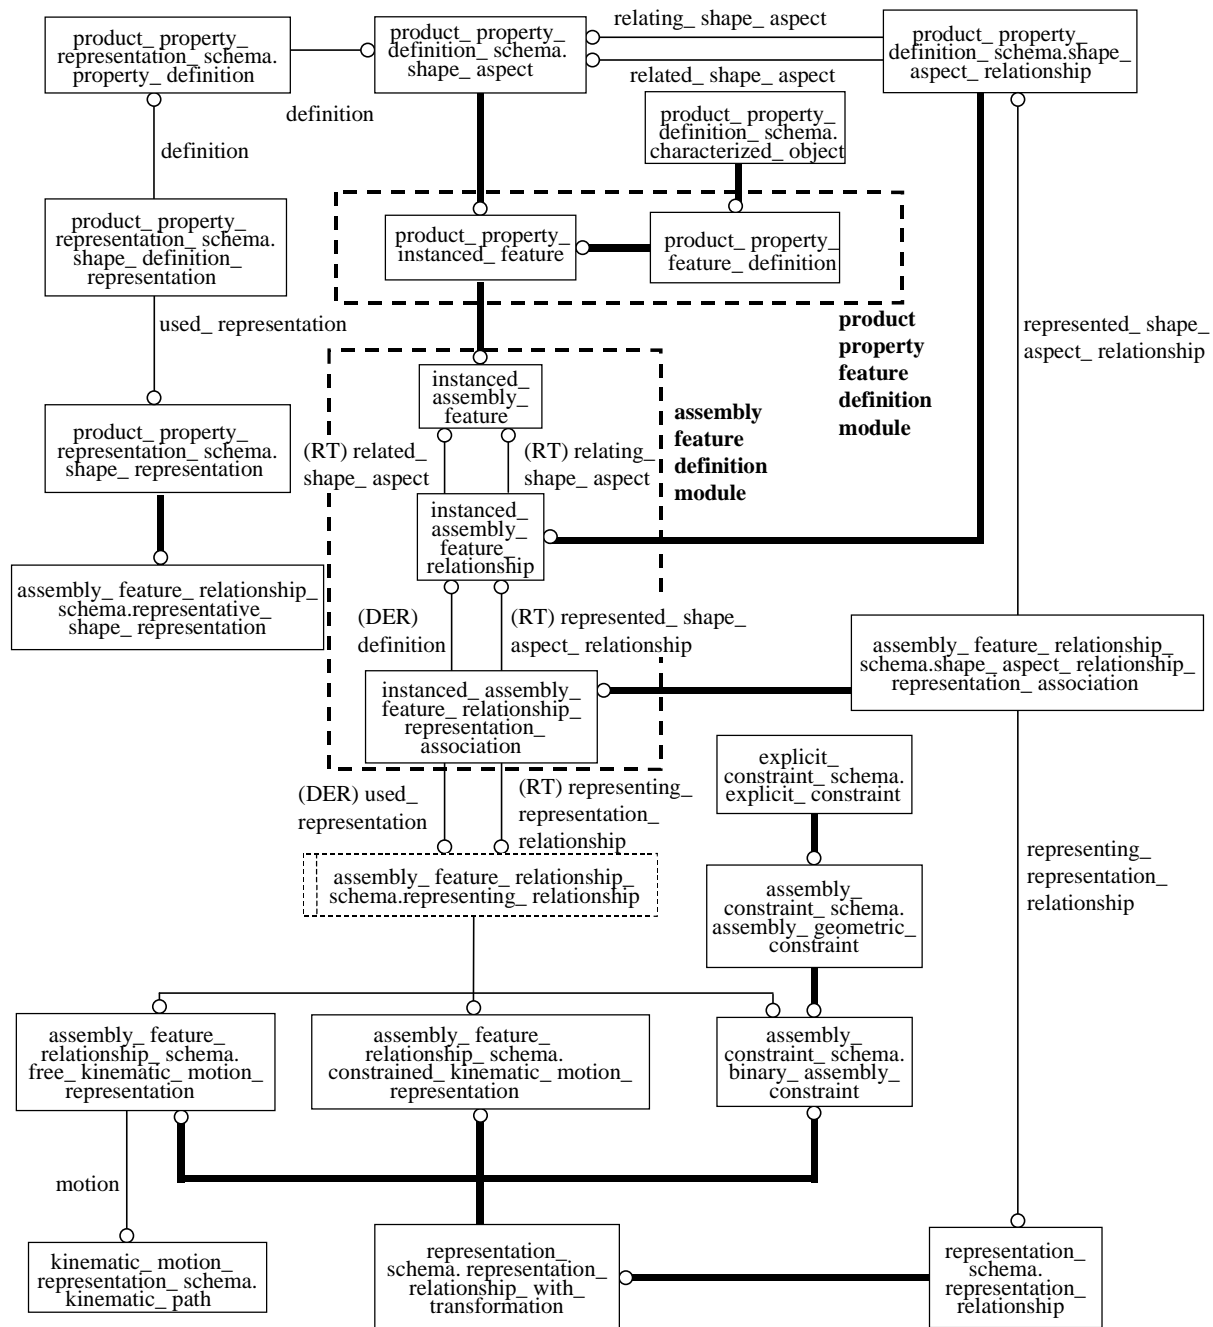 relating_ shape_ aspect
product_ property_
representation_ schema.
property_ definition
product_ property_
definition_ schema.
shape_ aspect
product_ property_
definition_ schema.shape_
aspect_ relationship
related_ shape_ aspect
definition
product_ property_
definition_ schema.
characterized_ object
definition
product_ property_
representation_ schema.
shape_ definition_
representation
product_ property_
instanced_ feature
product_ property_
feature_ definition
used_ representation
product
property
feature
definition
module
represented_ shape_
aspect_ relationship
instanced_
assembly_
feature
assembly
feature
definition
module
product_ property_
representation_ schema.
shape_ representation
(RT) related_
shape_ aspect
(RT) relating_
shape_ aspect
instanced_
assembly_
feature_
relationship
assembly_ feature_ relationship_
schema.representative_
shape_ representation
(DER)
definition
(RT) represented_ shape_
aspect_ relationship
assembly_ feature_ relationship_
schema.shape_ aspect_ relationship_
representation_ association
instanced_ assembly_
feature_ relationship_
representation_
association
explicit_
constraint_ schema.
explicit_ constraint
(DER) used_
representation
(RT) representing_
representation_
relationship
representing_
representation_
relationship
assembly_ feature_ relationship_
schema.representing_ relationship
assembly_
constraint_ schema.
assembly_ geometric_
constraint
assembly_ feature_
relationship_ schema.
free_ kinematic_ motion_
representation
assembly_ feature_
relationship_ schema.
constrained_ kinematic_ motion_
representation
assembly_
constraint_ schema.
binary_ assembly_
constraint
motion
kinematic_ motion_
representation_ schema.
kinematic_ path
representation_
schema. representation_
relationship_ with_
transformation
representation_
schema.
representation_
relationship